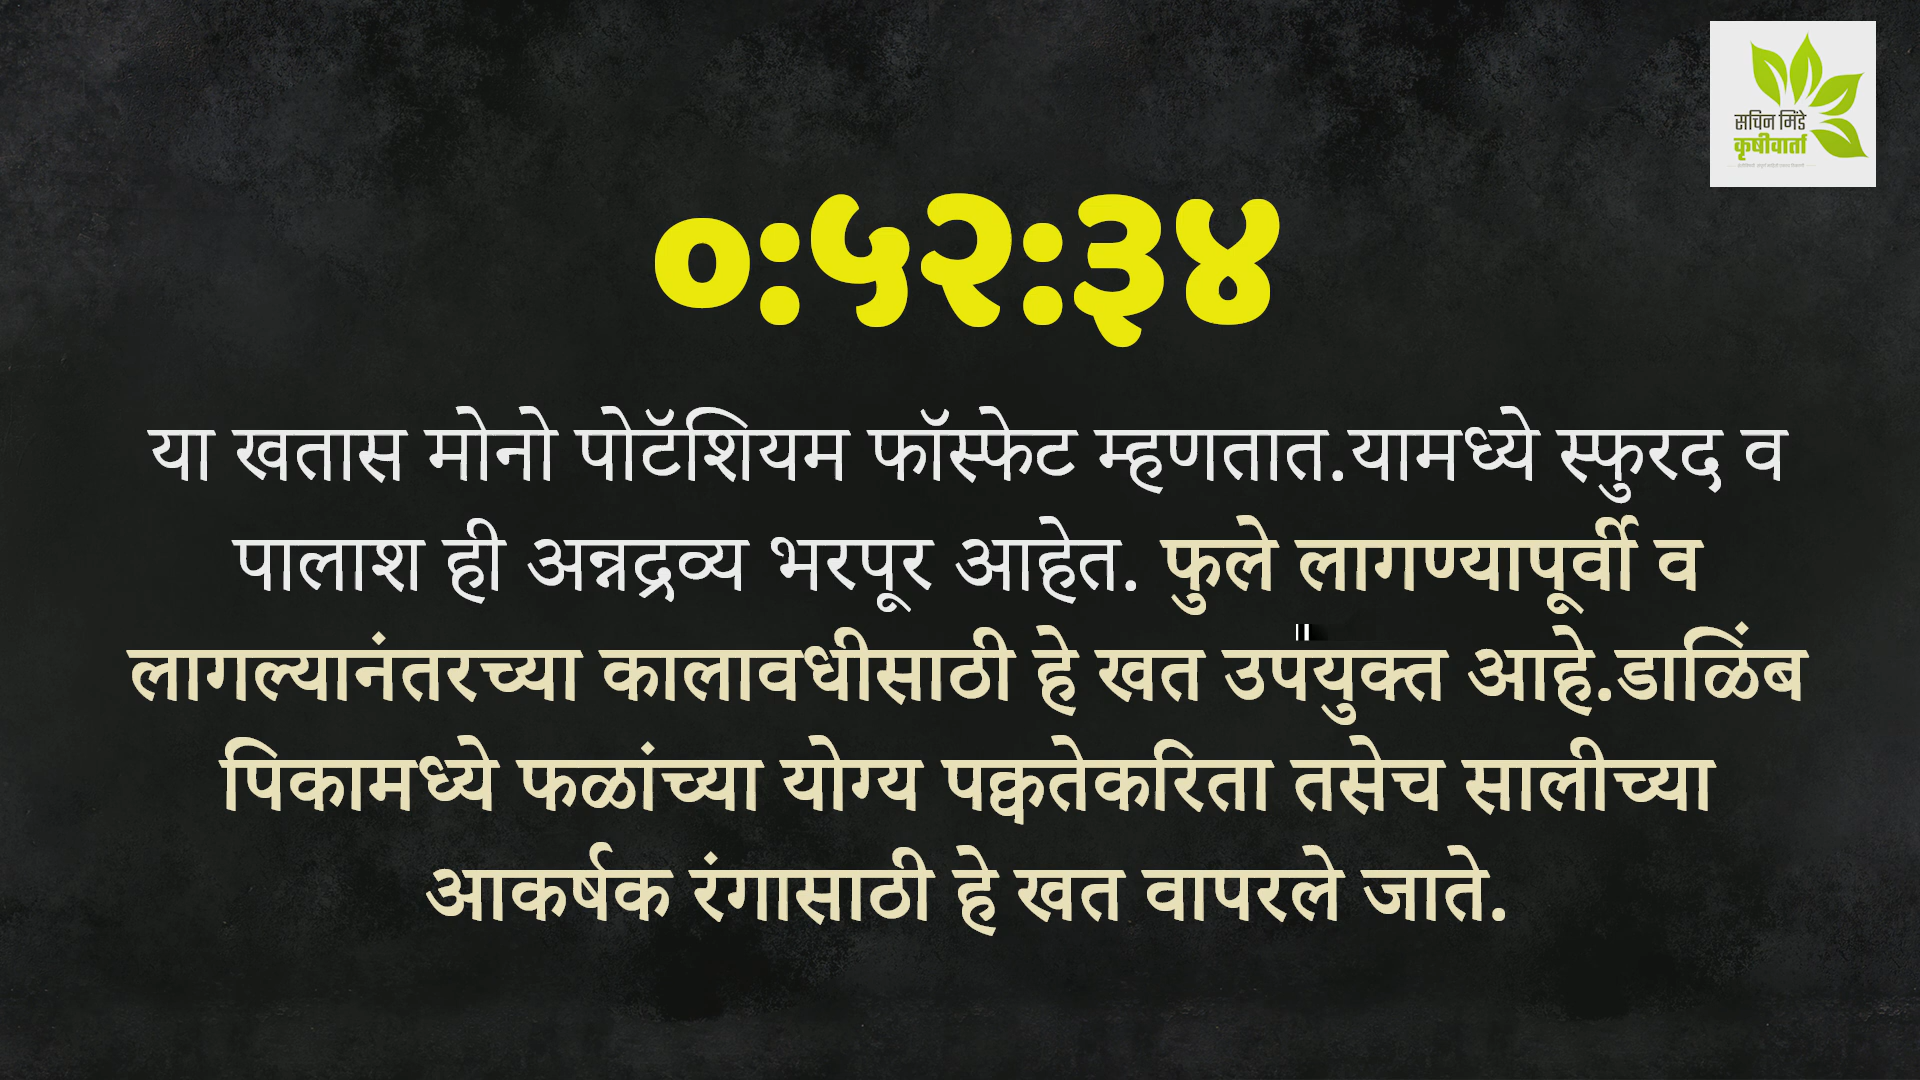 सचिन मिंडे
कृषीवार्ता
०:५२:३४
या खतास मोनो पोटॅशियम फॉस्फेट म्हणतात.यामध्ये स्फुरद व
पालाश ही अन्नद्रव्य भरपूर आहेत. फुले लागण्यापूर्वी व
लागल्यानंतरच्या कालावधीसाठी हे खत उपयुक्त आहे.डाळिंब
पिकामध्ये फळांच्या योग्य पक्वतेकरिता तसेच सालीच्या
आकर्षक रंगासाठी हे खत वापरले जाते.